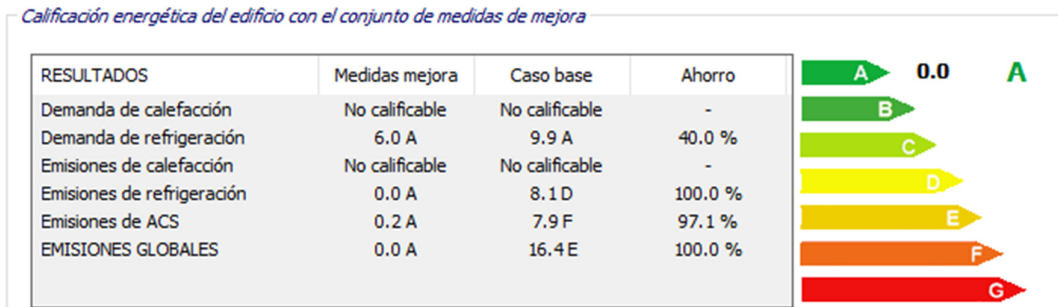 Calificación energética del edificio con el conjunto de medidas de mejora
RESULTADOS Medidas mejora Caso base Ahorro
Demanda de calefacción No calificable No calificable -
Demanda de refrigeración 6.0 A 9.9 A 40.0 %
Emisiones de calefacción No calificable No calificable -
Emisiones de refrigeración 0.0 A 8.1 D 100.0 %
Emisiones de ACS 0.2 A 7.9 F 97.1 %
EMISIONES GLOBALES 0.0 A 16.4 E 100.0 %
A 0.0 A
B
C
D
E
F
G